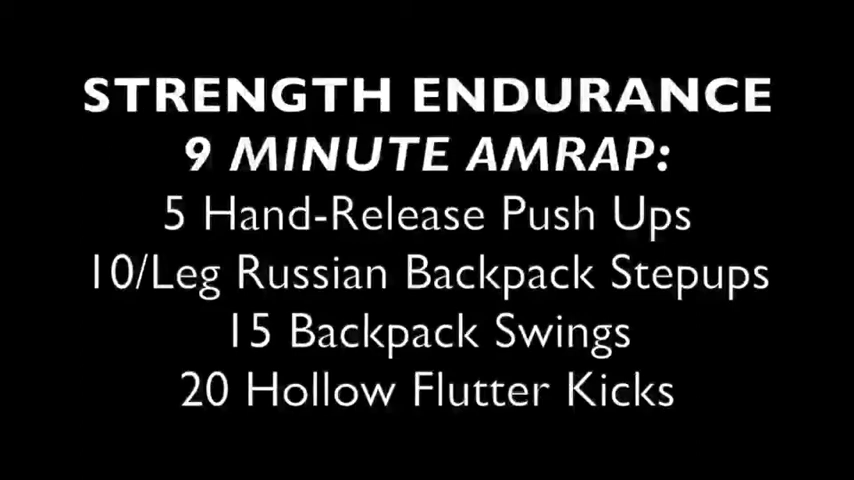 STRENGTH ENDURANCE
9 MINUTE AMRAP:
5 Hand-Release Push Ups
10/Leg Russian Backpack Stepups
15 Backpack Swings
20 Hollow Flutter Kicks